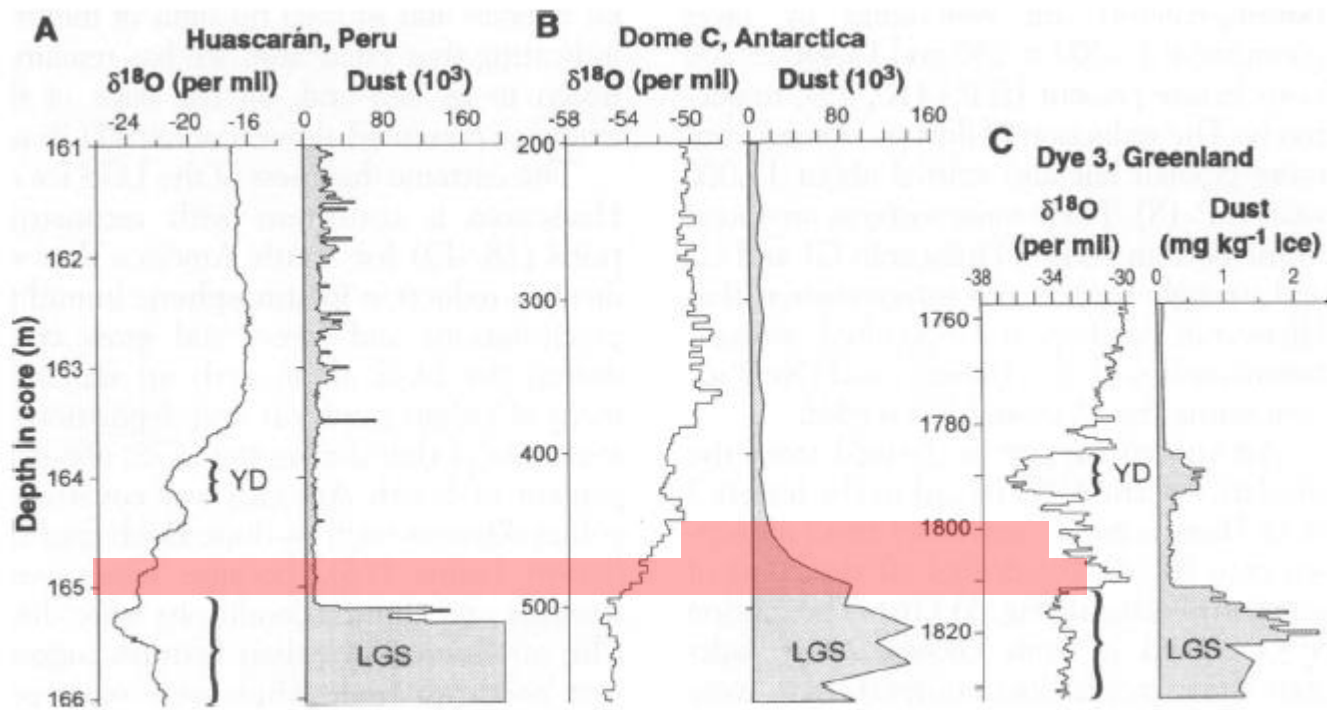 A
Huascarán, Peru
δ18O (per mil)
Dust (10³)
-24 -20 -16 0 80 160
Depth in core (m)
161
162
163
164
165
166
YD
LGS
B
Dome C, Antarctica
δ18O (per mil)
Dust (10³)
-58 -54 -50 0 80 160
200
300
400
500
LGS
C
Dye 3, Greenland
δ18O
(per mil)
Dust
(mg kg⁻¹ ice)
-38 -34 -30 0 1 2
1760
1780
1800
1820
YD
LGS